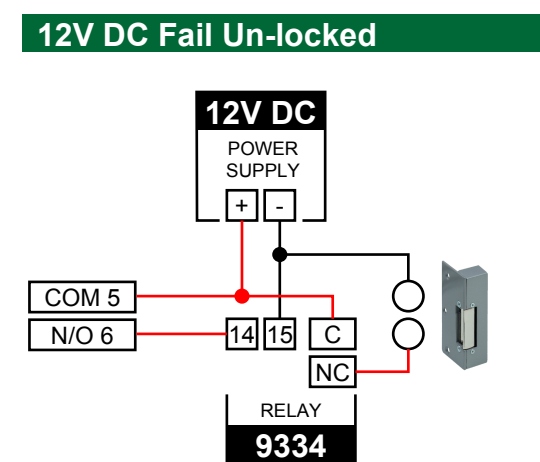 12V DC Fail Un-locked
12V DC
POWER
SUPPLY
+ -
COM 5
N/O 6
14 15 C
NC
RELAY
9334